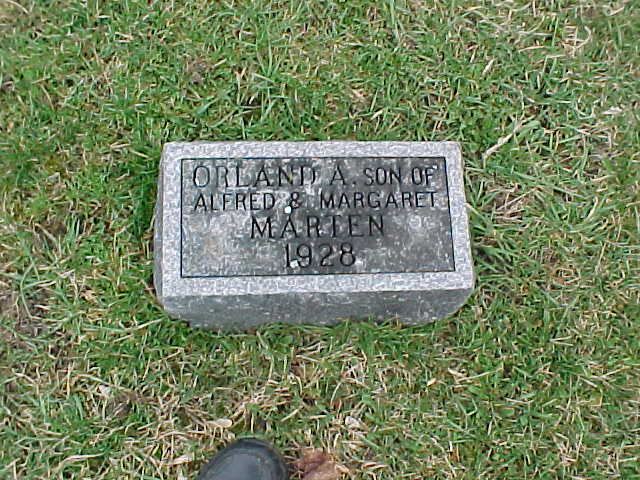 ORLAND A. SON OF
ALFRED & MARGARET
MARTEN
1928